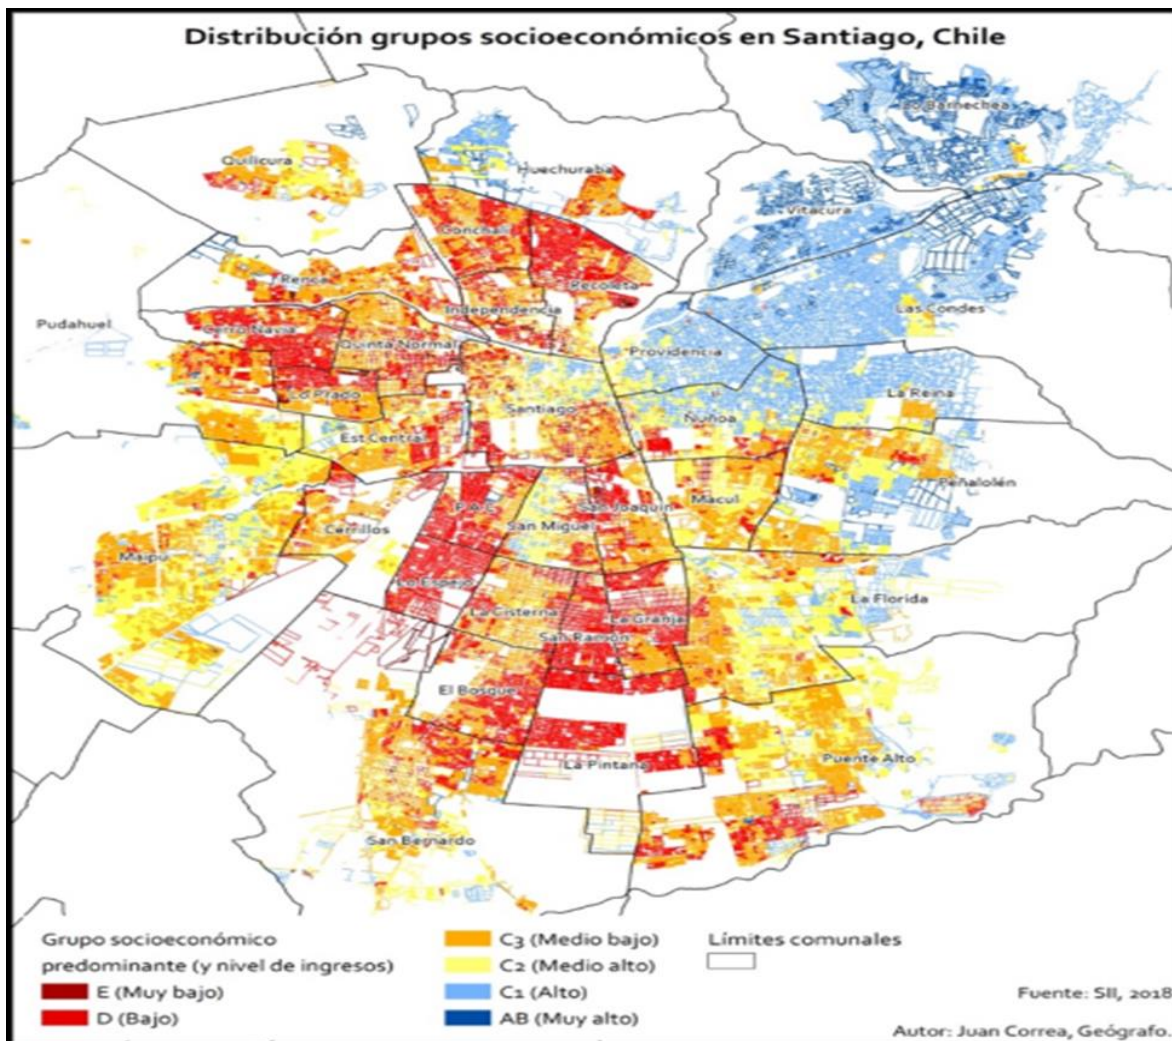 Distribución grupos socioeconómicos en Santiago, Chile
Lo Barnechea
Quilicura
Huechuraba
Vitacura
Conchalí
Renca
Recoleta
Las Condes
Independencia
Pudahuel
Cerro Navia
Quinta Normal
Providencia
Lo Prado
La Reina
Santiago
Ñuñoa
Est Central
Peñalolén
Macul
P.A.C
San Joaquín
San Miguel
Cerrillos
Maipú
Lo Espejo
La Florida
La Cisterna
La Granja
San Ramón
El Bosque
La Pintana
Puente Alto
San Bernardo
Grupo socioeconómico
predominante (y nivel de ingresos)
E (Muy bajo)
D (Bajo)
C3 (Medio bajo)
C2 (Medio alto)
C1 (Alto)
AB (Muy alto)
Límites comunales
Fuente: SII, 2018
Autor: Juan Correa, Geógrafo.